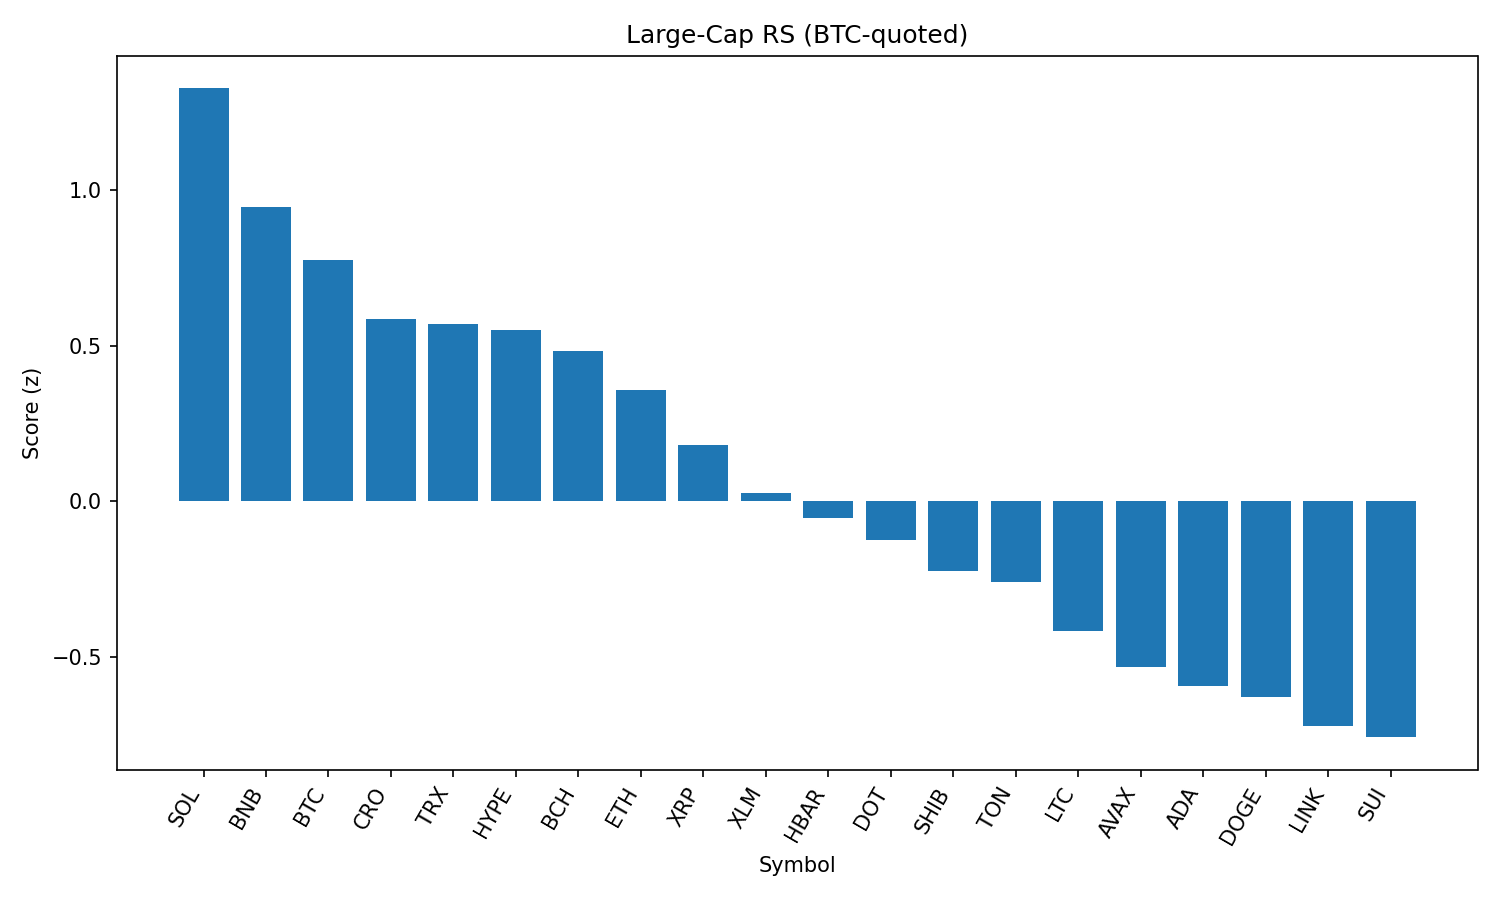 Large-Cap RS (BTC-quoted)
Score (z)
1.0
0.5
0.0
−0.5
SOL
BNB
BTC
CRO
TRX
HYPE
BCH
ETH
XRP
XLM
HBAR
DOT
SHIB
TON
LTC
AVAX
ADA
DOGE
LINK
SUI
Symbol